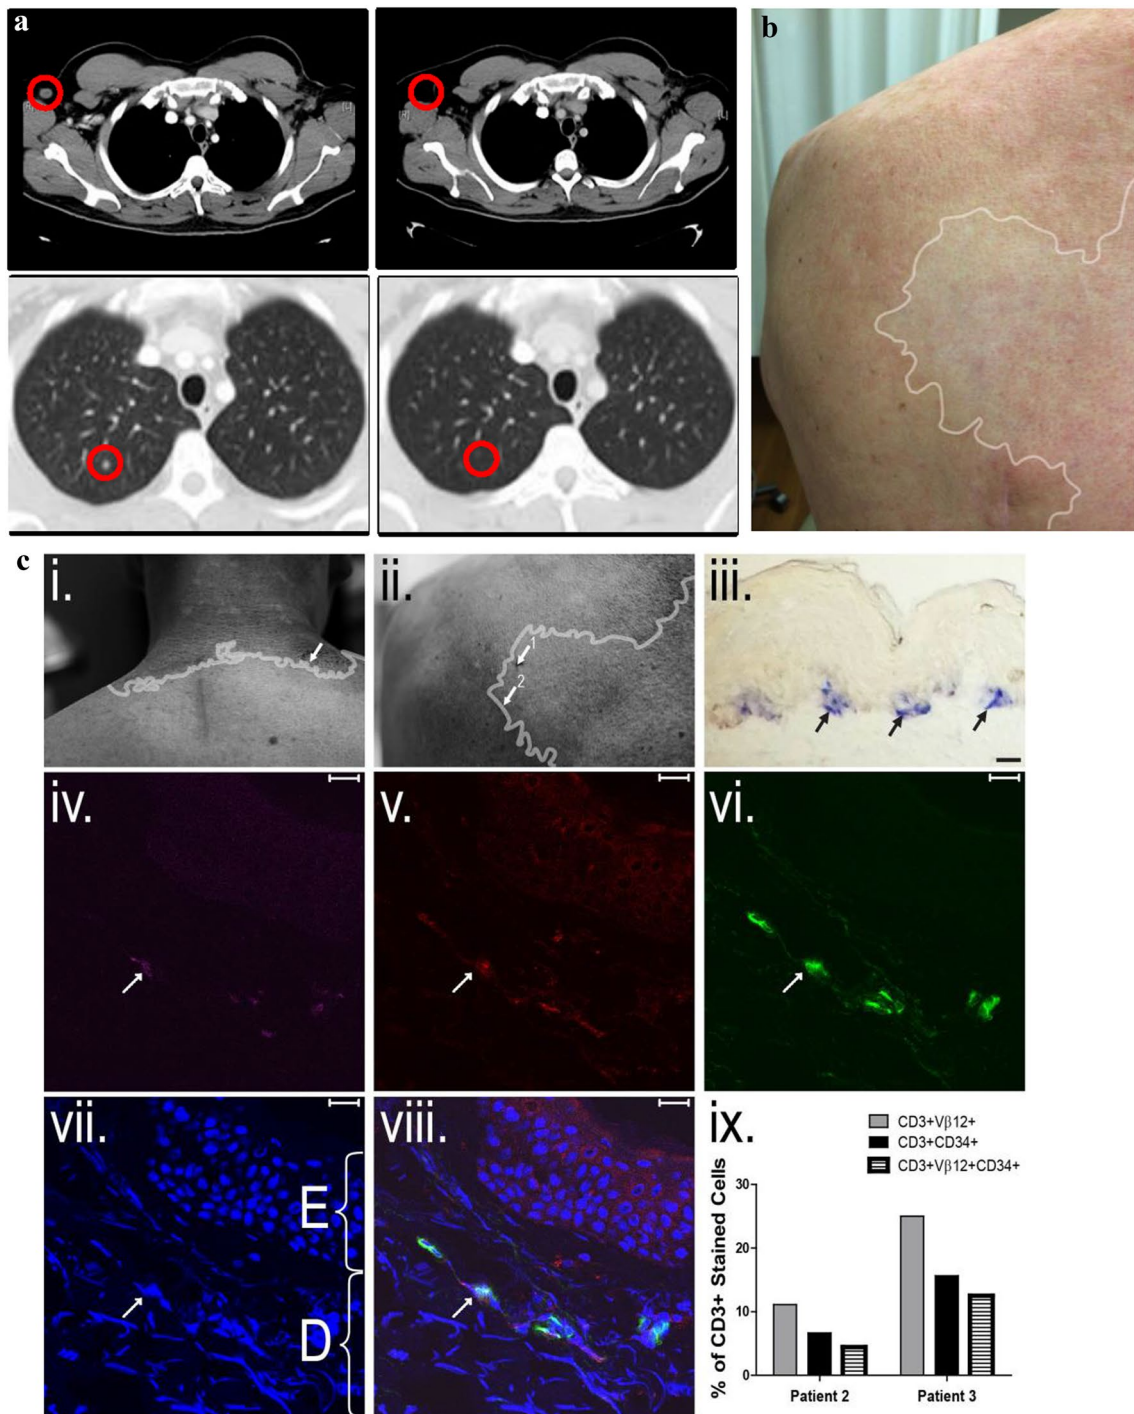 a
b
[R]
[L]
[R]
[L]
c
i.
ii.
1
2
iii.
iv.
v.
vi.
vii.
E
D
viii.
ix.
CD3+Vβ12+
CD3+CD34+
CD3+Vβ12+CD34+
% of CD3+ Stained Cells
30
20
10
0
Patient 2
Patient 3